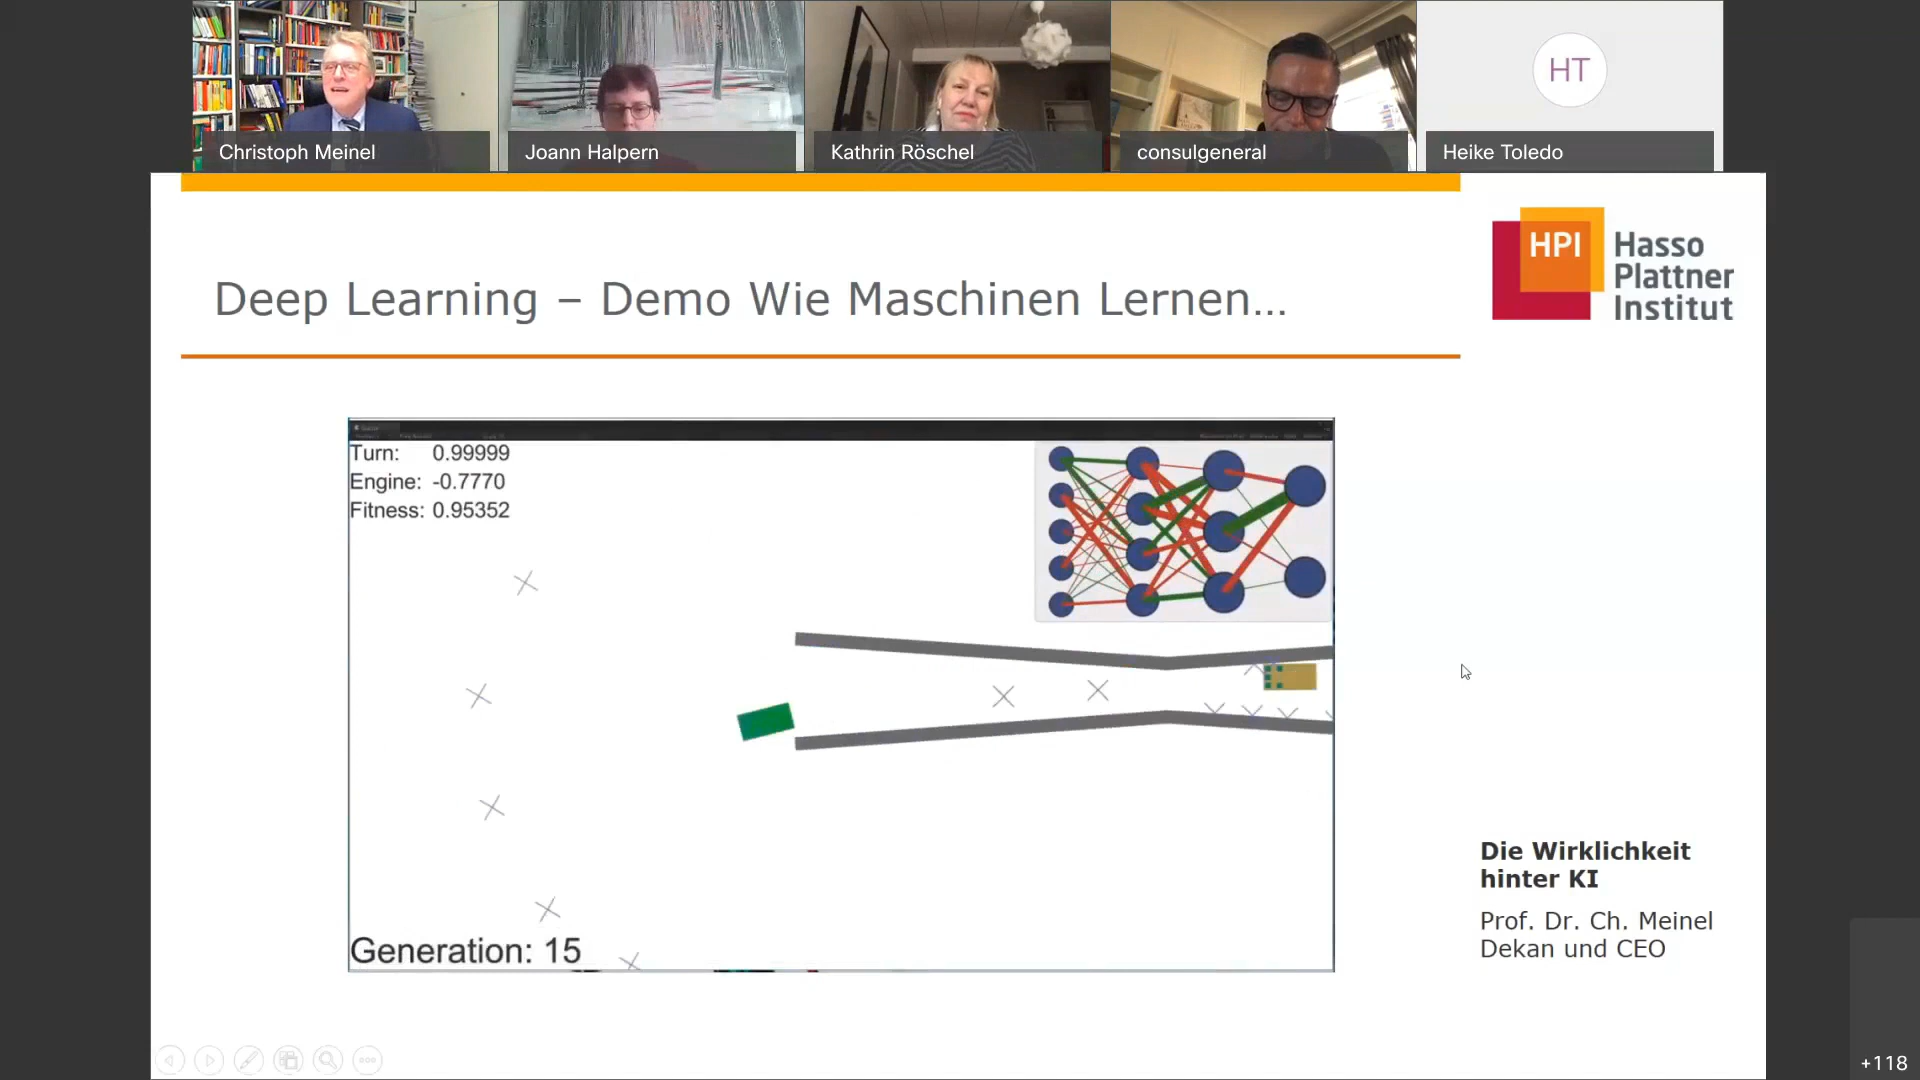 Christoph Meinel
Joann Halpern
Kathrin Röschel
consulgeneral
HT
Heike Toledo
HPI Hasso
Plattner
Institut
Deep Learning – Demo Wie Maschinen Lernen...
Turn: 0.99999
Engine: -0.7770
Fitness: 0.95352
Generation: 15
Die Wirklichkeit
hinter KI
Prof. Dr. Ch. Meinel
Dekan und CEO
+118